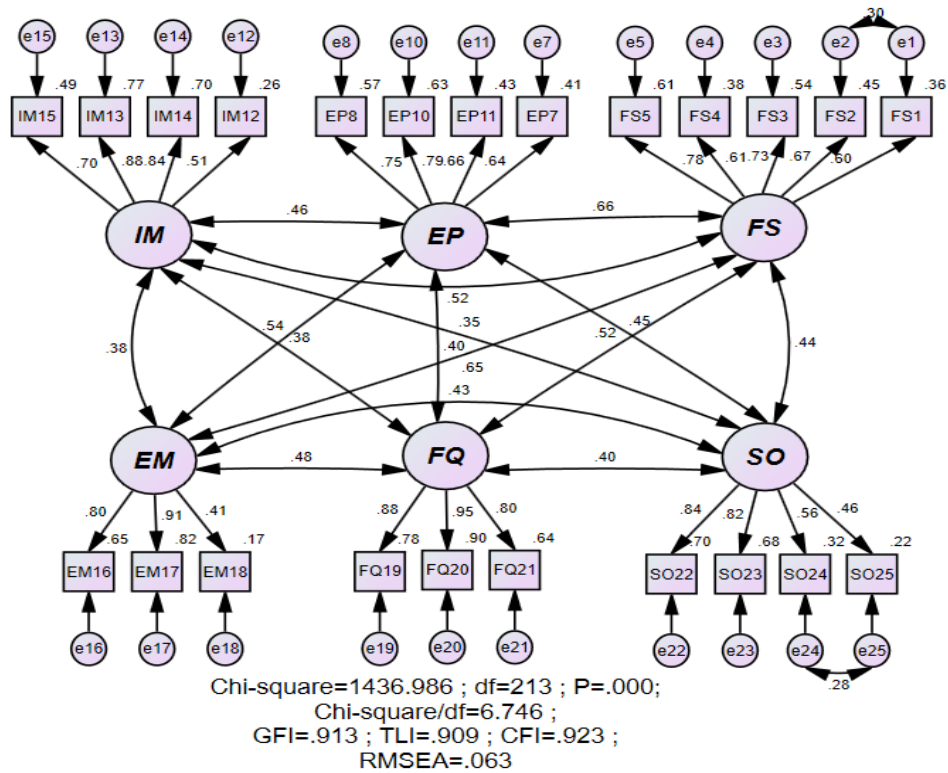 e15 e13 e14 e12 e8 e10 e11 e7 e5 e4 e3 e2 .30 e1
.49 .77 .70 .26 .57 .63 .43 .41 .61 .38 .54 .45 .36
IM15 IM13 IM14 IM12 EP8 EP10 EP11 EP7 FS5 FS4 FS3 FS2 FS1
.70 .88 .84 .51 .75 .79 .66 .64 .78 .61 .73 .67 .60
.46 .66
IM EP FS
.52
.54 .38 .35 .52 .45
.38 .40 .44
.65
.43
EM FQ SO
.48 .40
.80 .91 .41 .88 .95 .80 .84 .82 .56 .46
.65 .82 .17 .78 .90 .64 .70 .68 .32 .22
EM16 EM17 EM18 FQ19 FQ20 FQ21 SO22 SO23 SO24 SO25
e16 e17 e18 e19 e20 e21 e22 e23 e24 e25
.28
Chi-square=1436.986 ; df=213 ; P=.000;
Chi-square/df=6.746 ;
GFI=.913 ; TLI=.909 ; CFI=.923 ;
RMSEA=.063